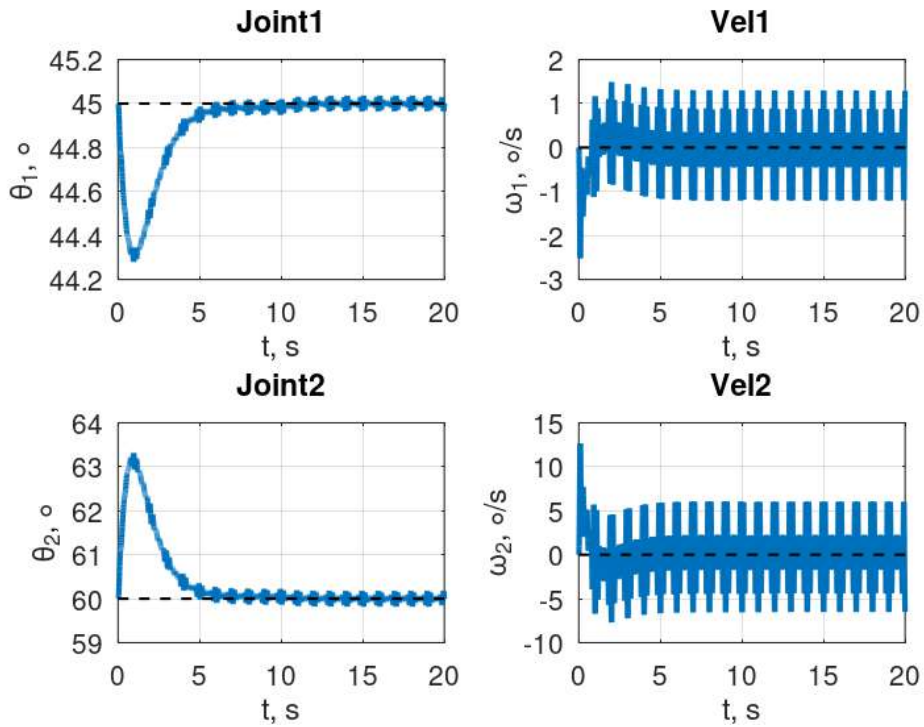 Joint1
45.2
45
44.8
44.6
44.4
44.2
θ1, °
0 5 10 15 20
t, s
Vel1
2
1
0
-1
-2
-3
ω1, °/s
0 5 10 15 20
t, s
Joint2
64
63
62
61
60
59
θ2, °
0 5 10 15 20
t, s
Vel2
15
10
5
0
-5
-10
ω2, °/s
0 5 10 15 20
t, s